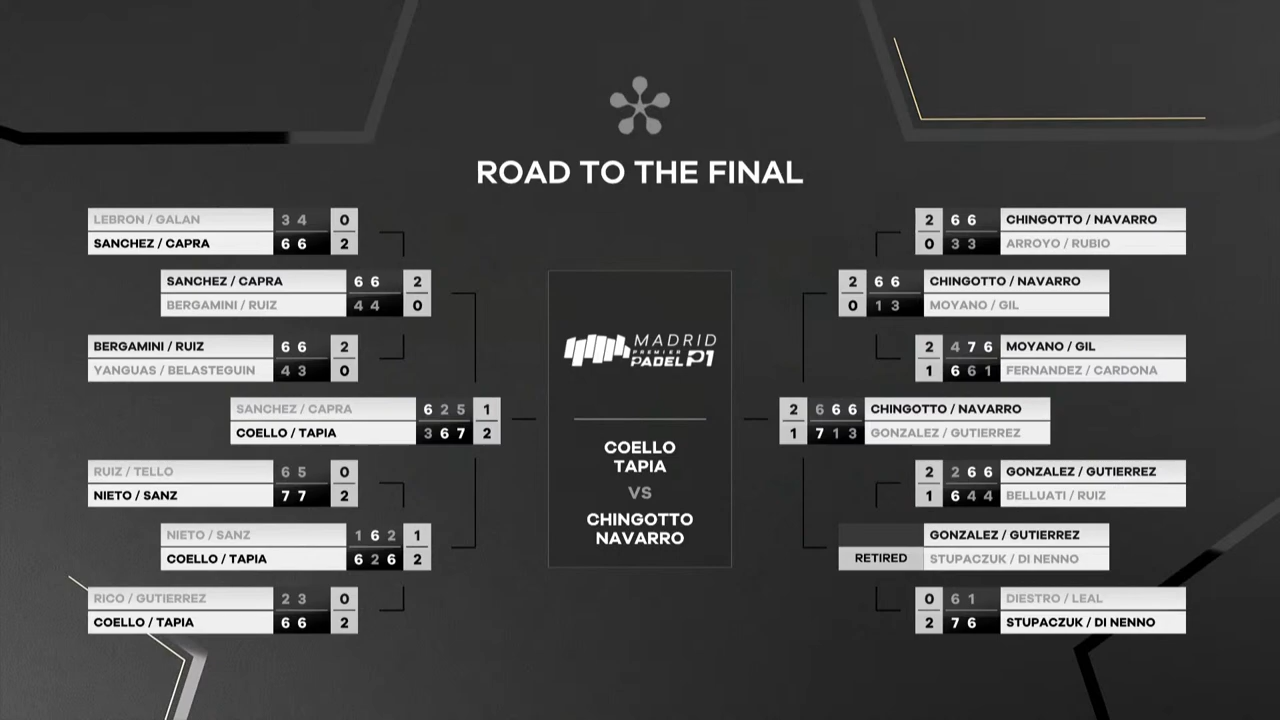 ROAD TO THE FINAL
LEBRON / GALAN 3 4 0
SANCHEZ / CAPRA 6 6 2
SANCHEZ / CAPRA 6 6 2
BERGAMINI / RUIZ 4 4 0
BERGAMINI / RUIZ 6 6 2
YANGUAS / BELASTEGUIN 4 3 0
SANCHEZ / CAPRA 6 2 5 1
COELLO / TAPIA 3 6 7 2
RUIZ / TELLO 6 5 0
NIETO / SANZ 7 7 2
NIETO / SANZ 1 6 2 1
COELLO / TAPIA 6 2 6 2
RICO / GUTIERREZ 2 3 0
COELLO / TAPIA 6 6 2
MADRID
PREMIER
PADEL P1
COELLO
TAPIA
VS
CHINGOTTO
NAVARRO
2 6 6 CHINGOTTO / NAVARRO
0 3 3 ARROYO / RUBIO
2 6 6 CHINGOTTO / NAVARRO
0 1 3 MOYANO / GIL
2 4 7 6 MOYANO / GIL
1 6 6 1 FERNANDEZ / CARDONA
2 6 6 6 CHINGOTTO / NAVARRO
1 7 1 3 GONZALEZ / GUTIERREZ
2 2 6 6 GONZALEZ / GUTIERREZ
1 6 4 4 BELLUATI / RUIZ
GONZALEZ / GUTIERREZ
RETIRED STUPACZUK / DI NENNO
0 6 1 DIESTRO / LEAL
2 7 6 STUPACZUK / DI NENNO